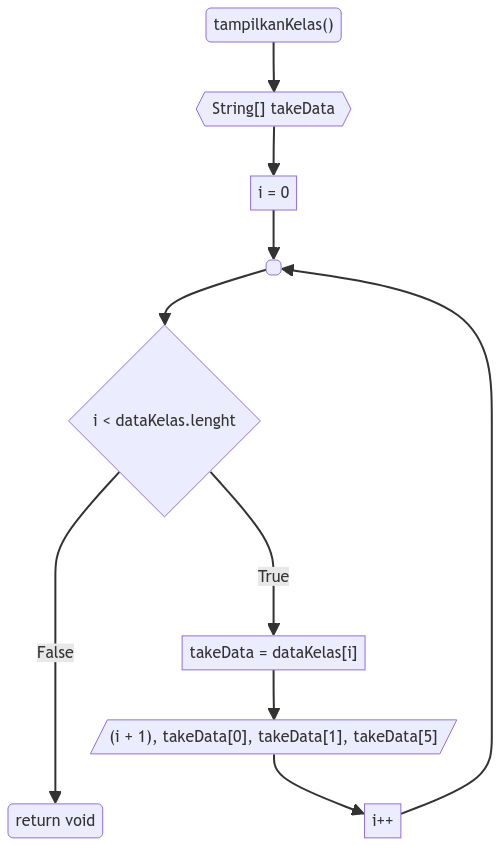 tampilkanKelas()
String[] takeData
i = 0
i < dataKelas.lenght
True
False
takeData = dataKelas[i]
(i + 1), takeData[0], takeData[1], takeData[5]
return void
i++